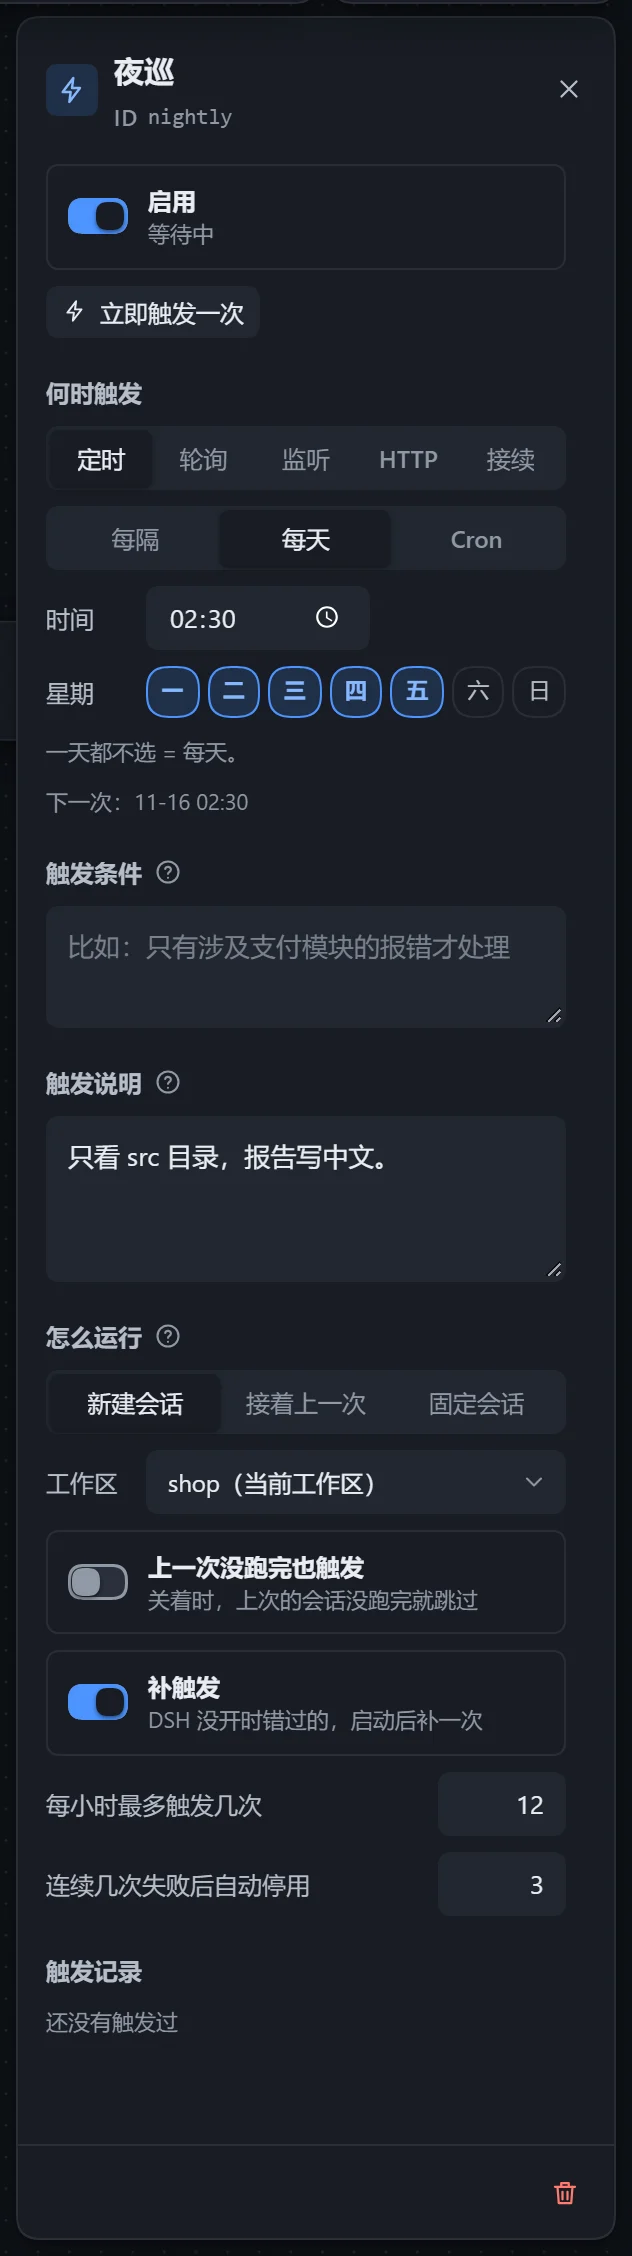 夜巡
ID nightly
启用
等待中
立即触发一次
何时触发
定时 轮询 监听 HTTP 接续
每隔 每天 Cron
时间 02:30
星期 一 二 三 四 五 六 日
一天都不选 = 每天。
下一次：11-16 02:30
触发条件
比如：只有涉及支付模块的报错才处理
触发说明
只看 src 目录，报告写中文。
怎么运行
新建会话 接着上一次 固定会话
工作区 shop（当前工作区）
上一次没跑完也触发
关着时，上次的会话没跑完就跳过
补触发
DSH 没开时错过的，启动后补一次
每小时最多触发几次 12
连续几次失败后自动停用 3
触发记录
还没有触发过